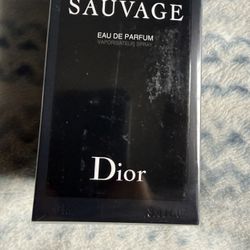 SAUVAGE
EAU DE PARFUM
VAPORISATEUR SPRAY
Dior